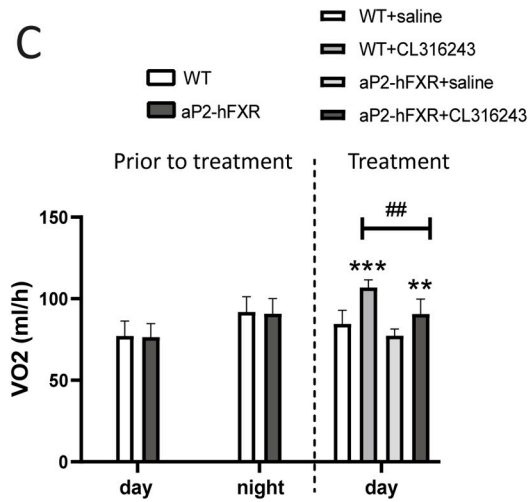 C
WT
aP2-hFXR
WT+saline
WT+CL316243
aP2-hFXR+saline
aP2-hFXR+CL316243
Prior to treatment
Treatment
VO2 (ml/h)
150
100
50
0
##
***
**
day
night
day